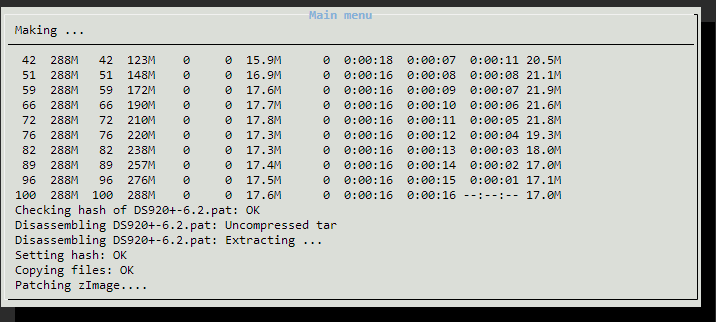 Main menu
Making ...
42 288M 42 123M 0 0 15.9M 0 0:00:18 0:00:07 0:00:11 20.5M
51 288M 51 148M 0 0 16.9M 0 0:00:16 0:00:08 0:00:08 21.1M
59 288M 59 172M 0 0 17.6M 0 0:00:16 0:00:09 0:00:07 21.9M
66 288M 66 190M 0 0 17.7M 0 0:00:16 0:00:10 0:00:06 21.6M
72 288M 72 210M 0 0 17.8M 0 0:00:16 0:00:11 0:00:05 21.8M
76 288M 76 220M 0 0 17.3M 0 0:00:16 0:00:12 0:00:04 19.3M
82 288M 82 238M 0 0 17.3M 0 0:00:16 0:00:13 0:00:03 18.0M
89 288M 89 257M 0 0 17.4M 0 0:00:16 0:00:14 0:00:02 17.0M
96 288M 96 276M 0 0 17.5M 0 0:00:16 0:00:15 0:00:01 17.1M
100 288M 100 288M 0 0 17.6M 0 0:00:16 0:00:16 --:--:-- 17.0M
Checking hash of DS920+-6.2.pat: OK
Disassembling DS920+-6.2.pat: Uncompressed tar
Disassembling DS920+-6.2.pat: Extracting ...
Setting hash: OK
Copying files: OK
Patching zImage....